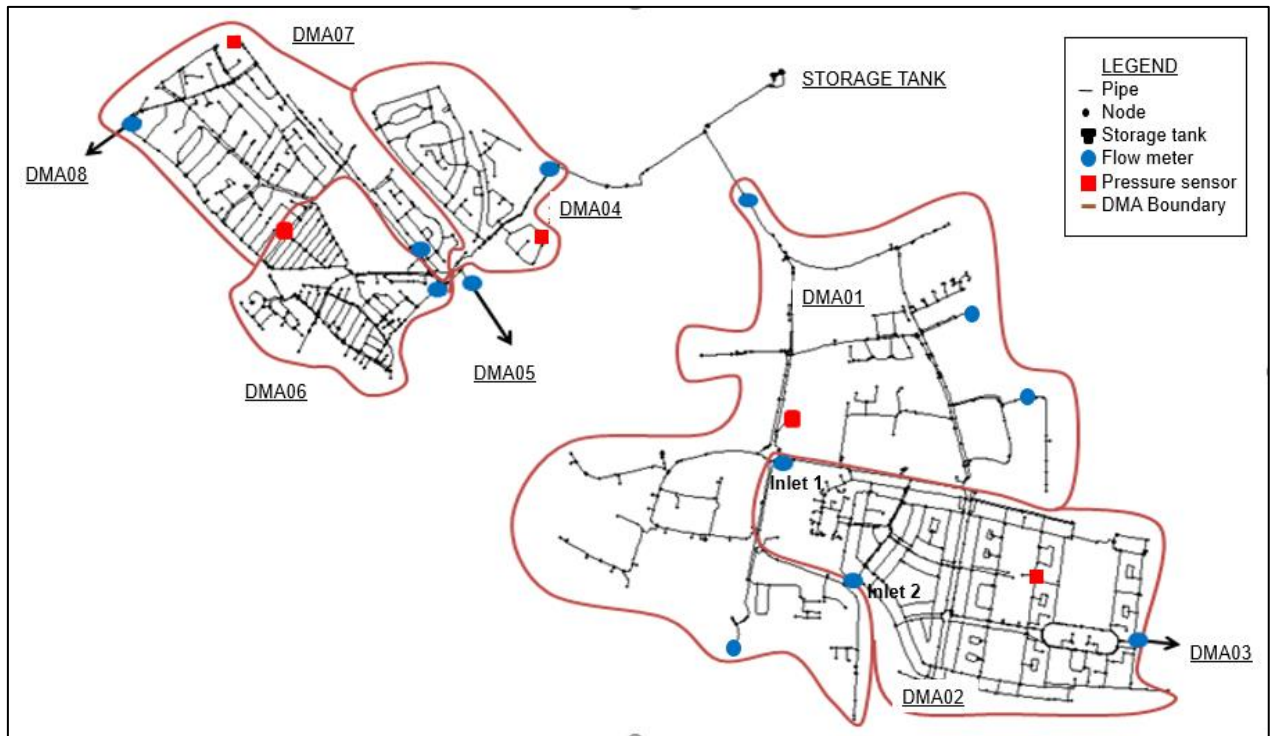 DMA07
STORAGE TANK
LEGEND
Pipe
Node
Storage tank
Flow meter
Pressure sensor
DMA Boundary
DMA08
DMA04
DMA01
DMA05
DMA06
Inlet 1
Inlet 2
DMA03
DMA02